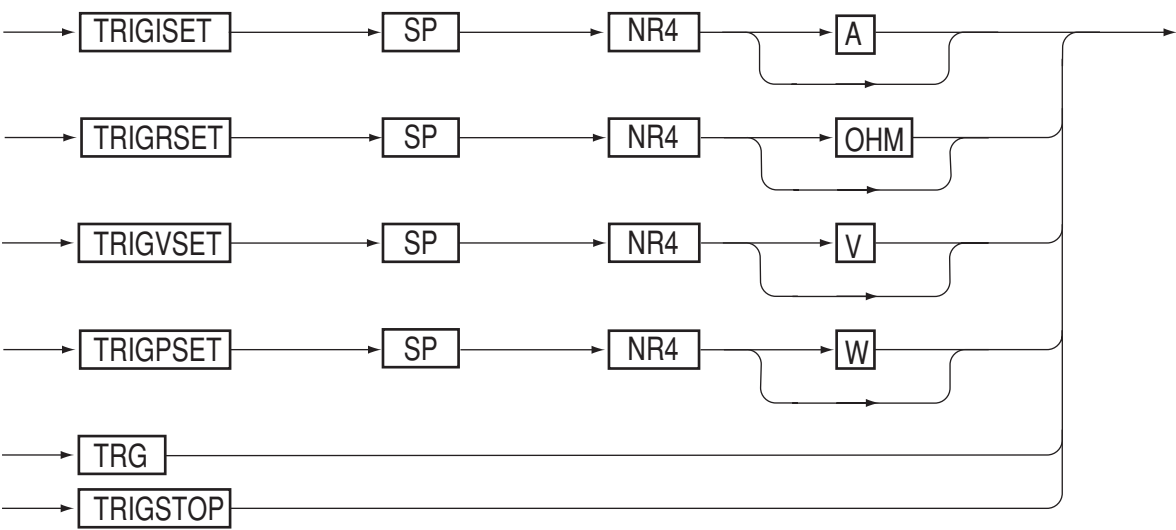 TRIGISET SP NR4 A
TRIGRSET SP NR4 OHM
TRIGVSET SP NR4 V
TRIGPSET SP NR4 W
TRG
TRIGSTOP